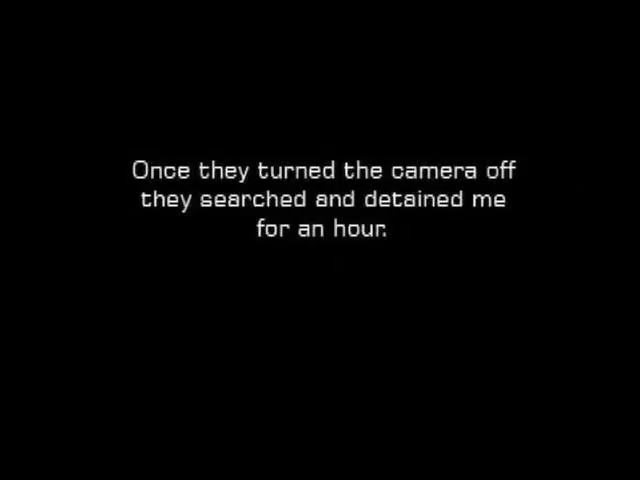 Once they turned the camera off
they searched and detained me
for an hour.